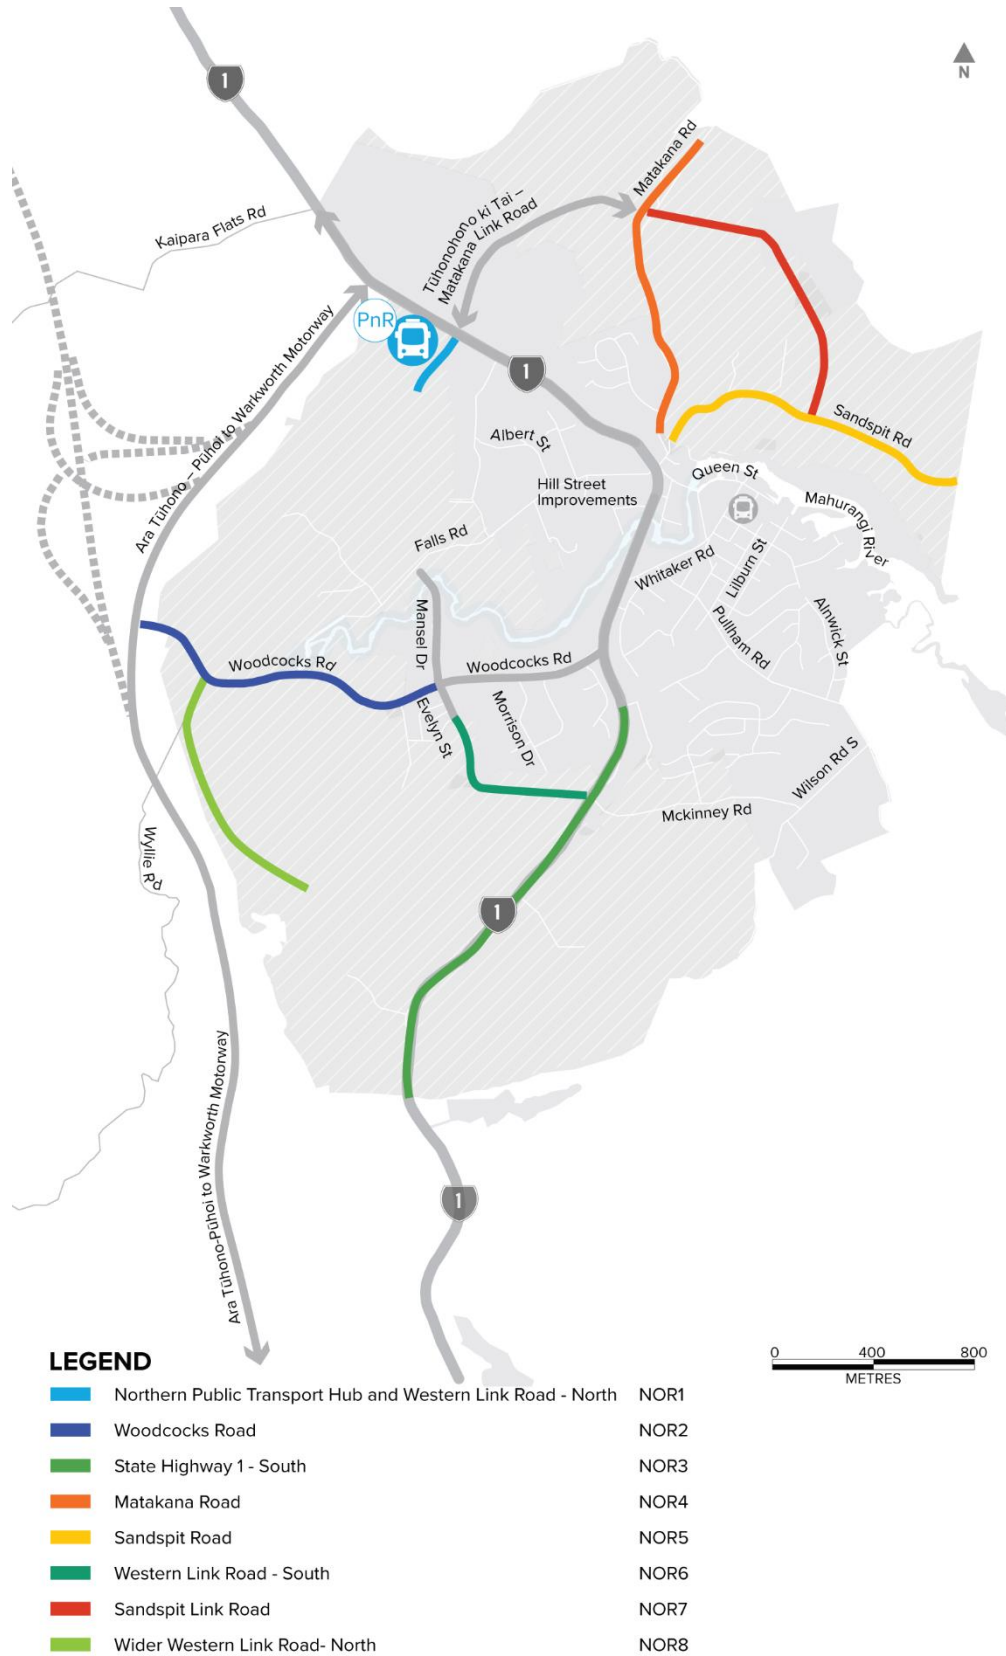 1
N
Matakana Rd
Tūhonohono ki Tai –
Matakana Link Road
Kaipara Flats Rd
PnR
Ara Tūhono – Pūhoi to Warkworth Motorway
1
Albert St
Hill Street
Improvements
Sandspit Rd
Queen St
Mahurangi
River
Falls Rd
Whitaker Rd
Lilburn St
Pullham Rd
Alnwick St
Mansel Dr
Woodcocks Rd
Woodcocks Rd
Evelyn St
Morrison Dr
Wilson Rd S
Mckinney Rd
Wyllie Rd
1
Ara Tūhono-Pūhoi to Warkworth Motorway
1
LEGEND
0 400 800
METRES
Northern Public Transport Hub and Western Link Road - North NOR1
Woodcocks Road NOR2
State Highway 1 - South NOR3
Matakana Road NOR4
Sandspit Road NOR5
Western Link Road - South NOR6
Sandspit Link Road NOR7
Wider Western Link Road- North NOR8